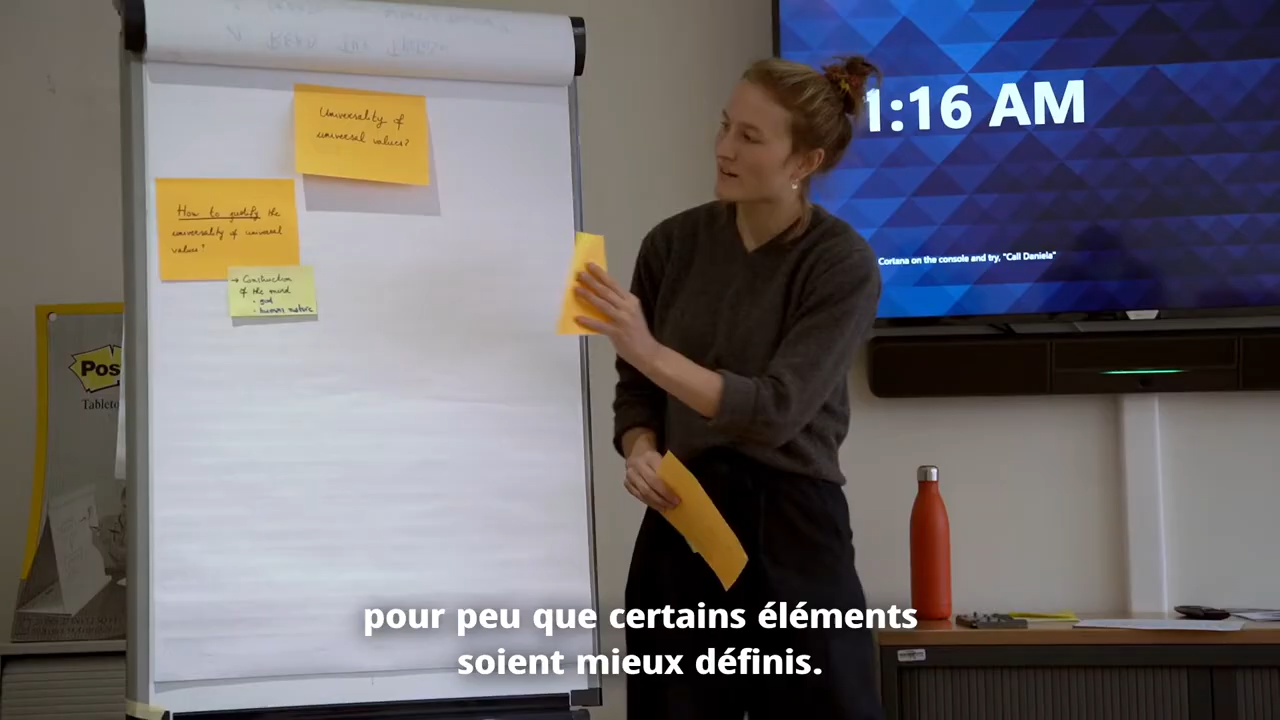 Universality of
universal values?
How to justify the
universality of universal
values?
→ Construction
of the mind
• god
• human nature
1:16 AM
Cortana on the console and try, "Call Daniela"
Pos
Tableto
pour peu que certains éléments
soient mieux définis.